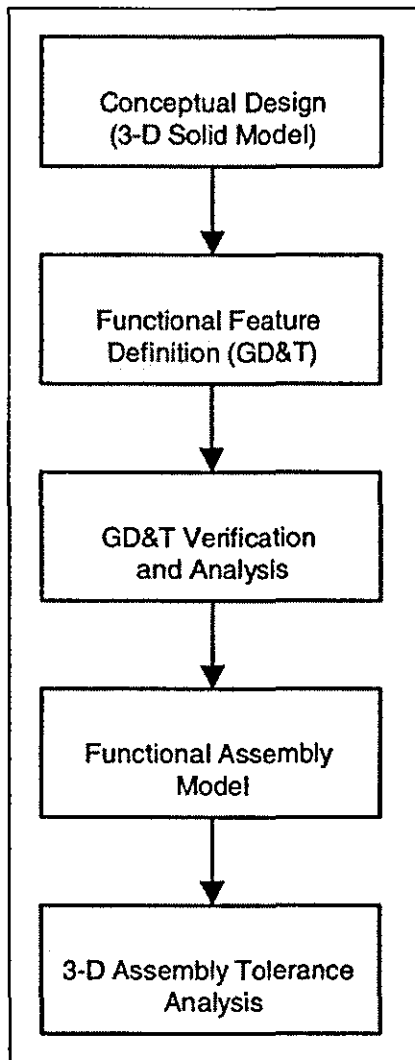 Conceptual Design
(3-D Solid Model)
Functional Feature
Definition (GD&T)
GD&T Verification
and Analysis
Functional Assembly
Model
3-D Assembly Tolerance
Analysis